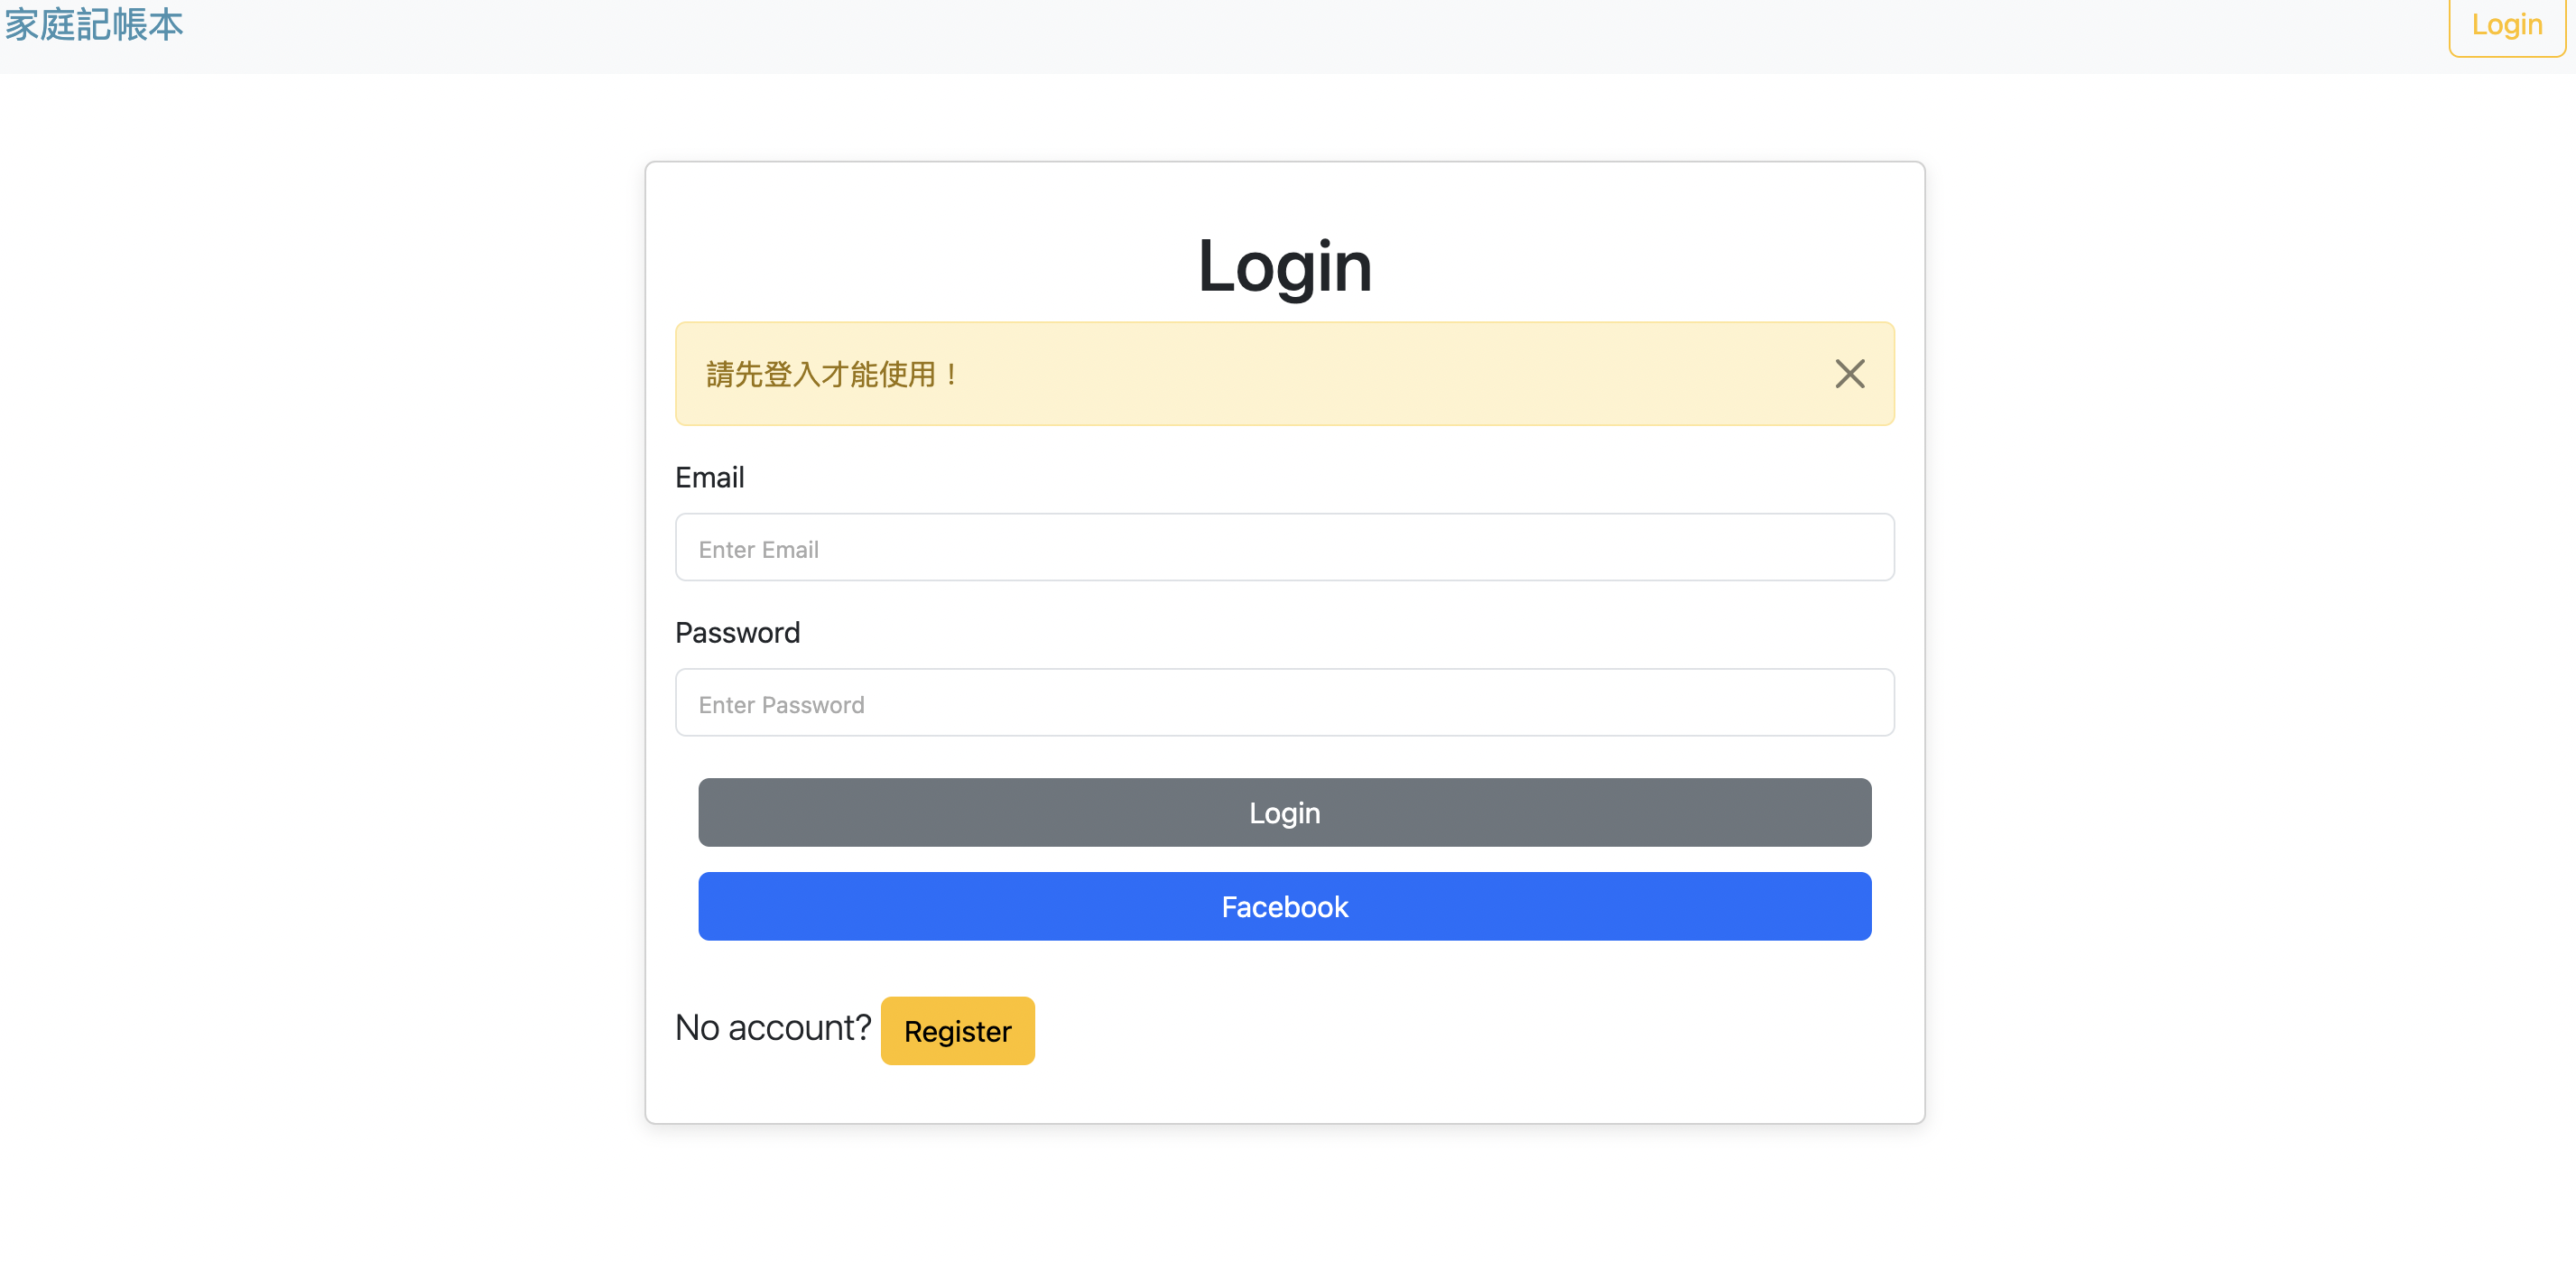 家庭記帳本
Login
Login
請先登入才能使用！
Email
Enter Email
Password
Enter Password
Login
Facebook
No account? Register